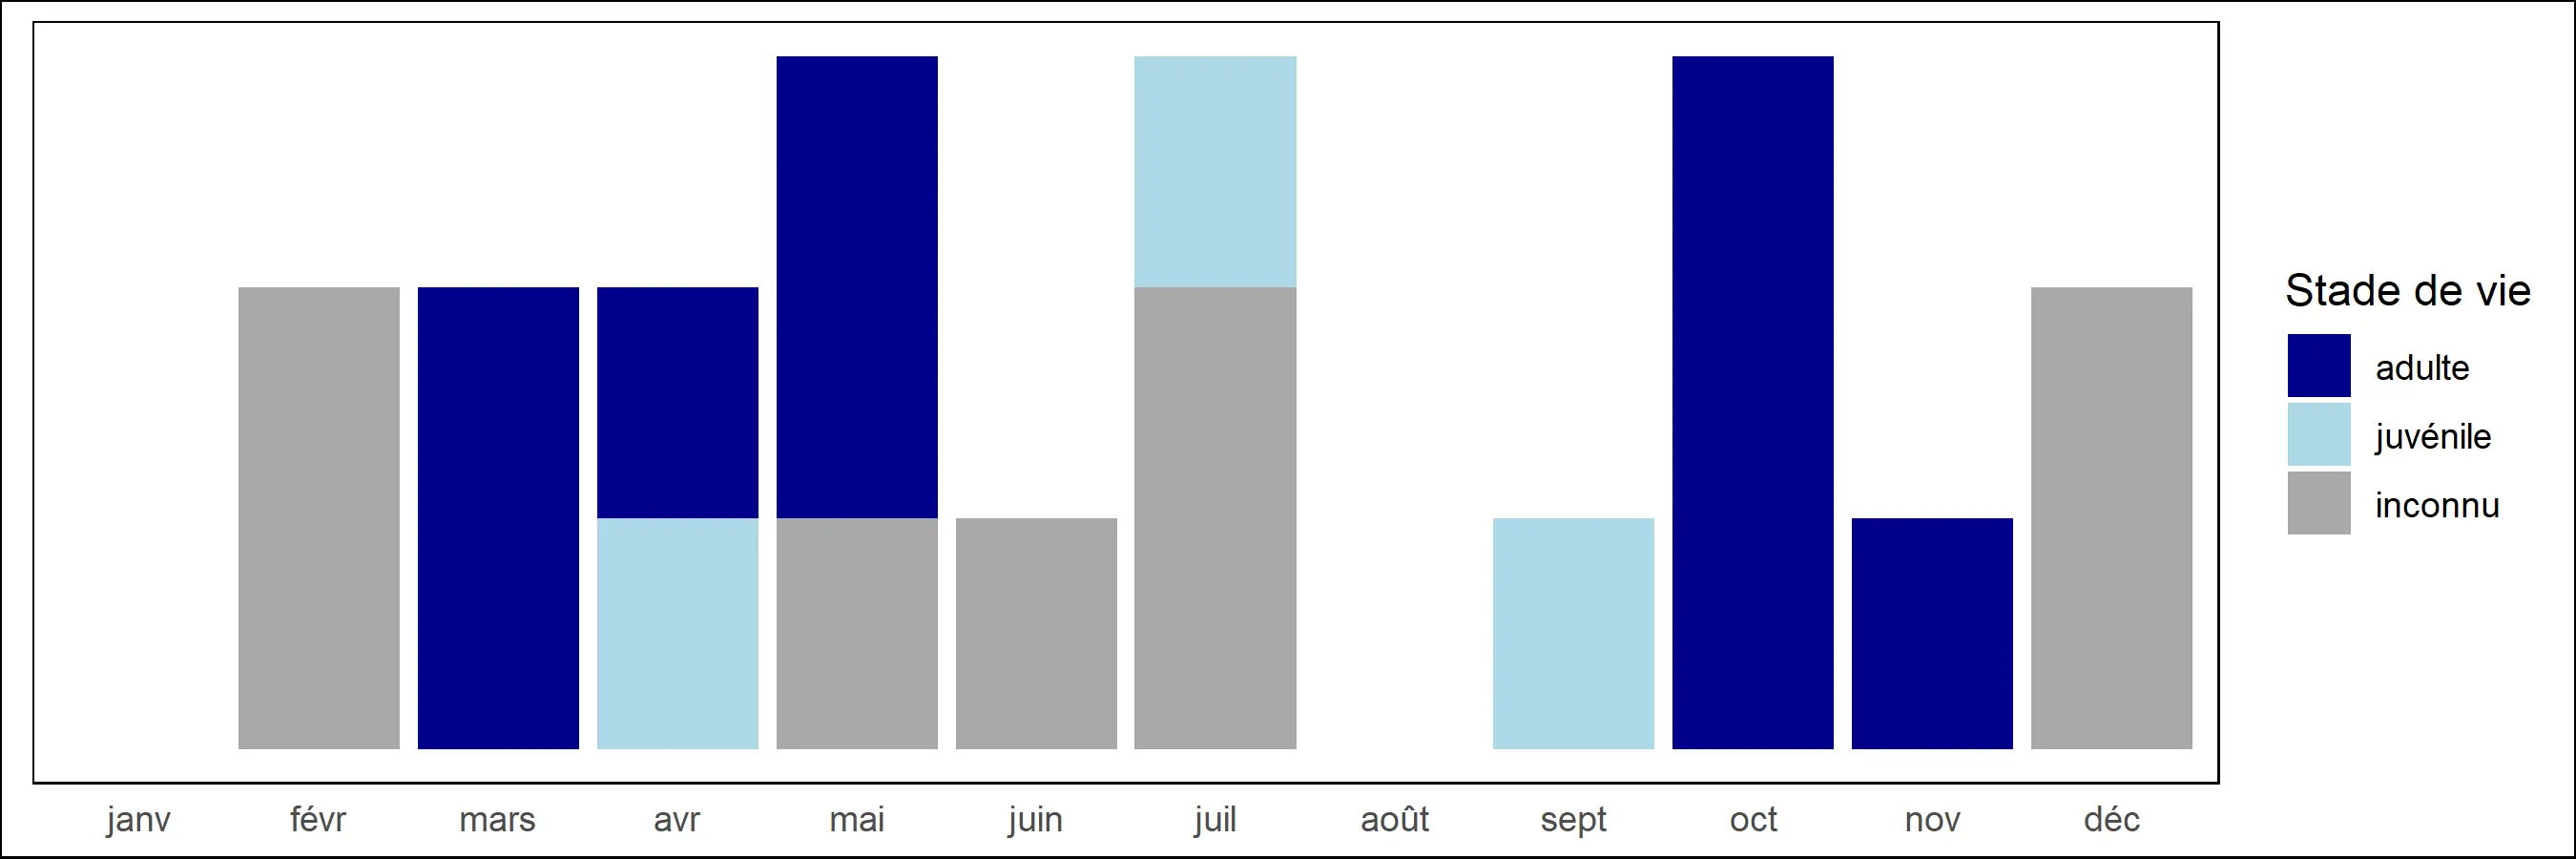 Stade de vie
adulte
juvénile
inconnu
janv févr mars avr mai juin juil août sept oct nov déc